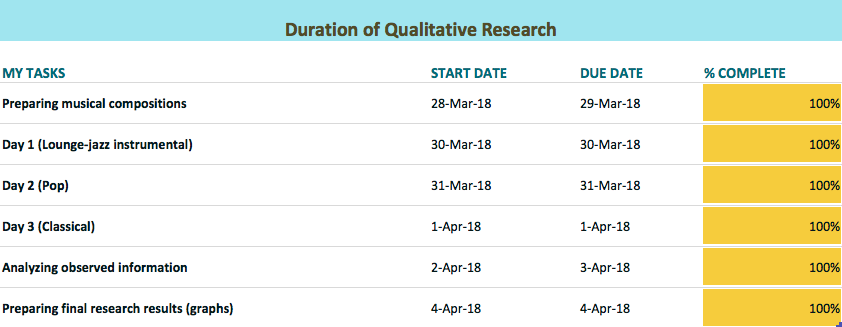 Duration of Qualitative Research
MY TASKS START DATE DUE DATE % COMPLETE
Preparing musical compositions 28-Mar-18 29-Mar-18 100%
Day 1 (Lounge-jazz instrumental) 30-Mar-18 30-Mar-18 100%
Day 2 (Pop) 31-Mar-18 31-Mar-18 100%
Day 3 (Classical) 1-Apr-18 1-Apr-18 100%
Analyzing observed information 2-Apr-18 3-Apr-18 100%
Preparing final research results (graphs) 4-Apr-18 4-Apr-18 100%